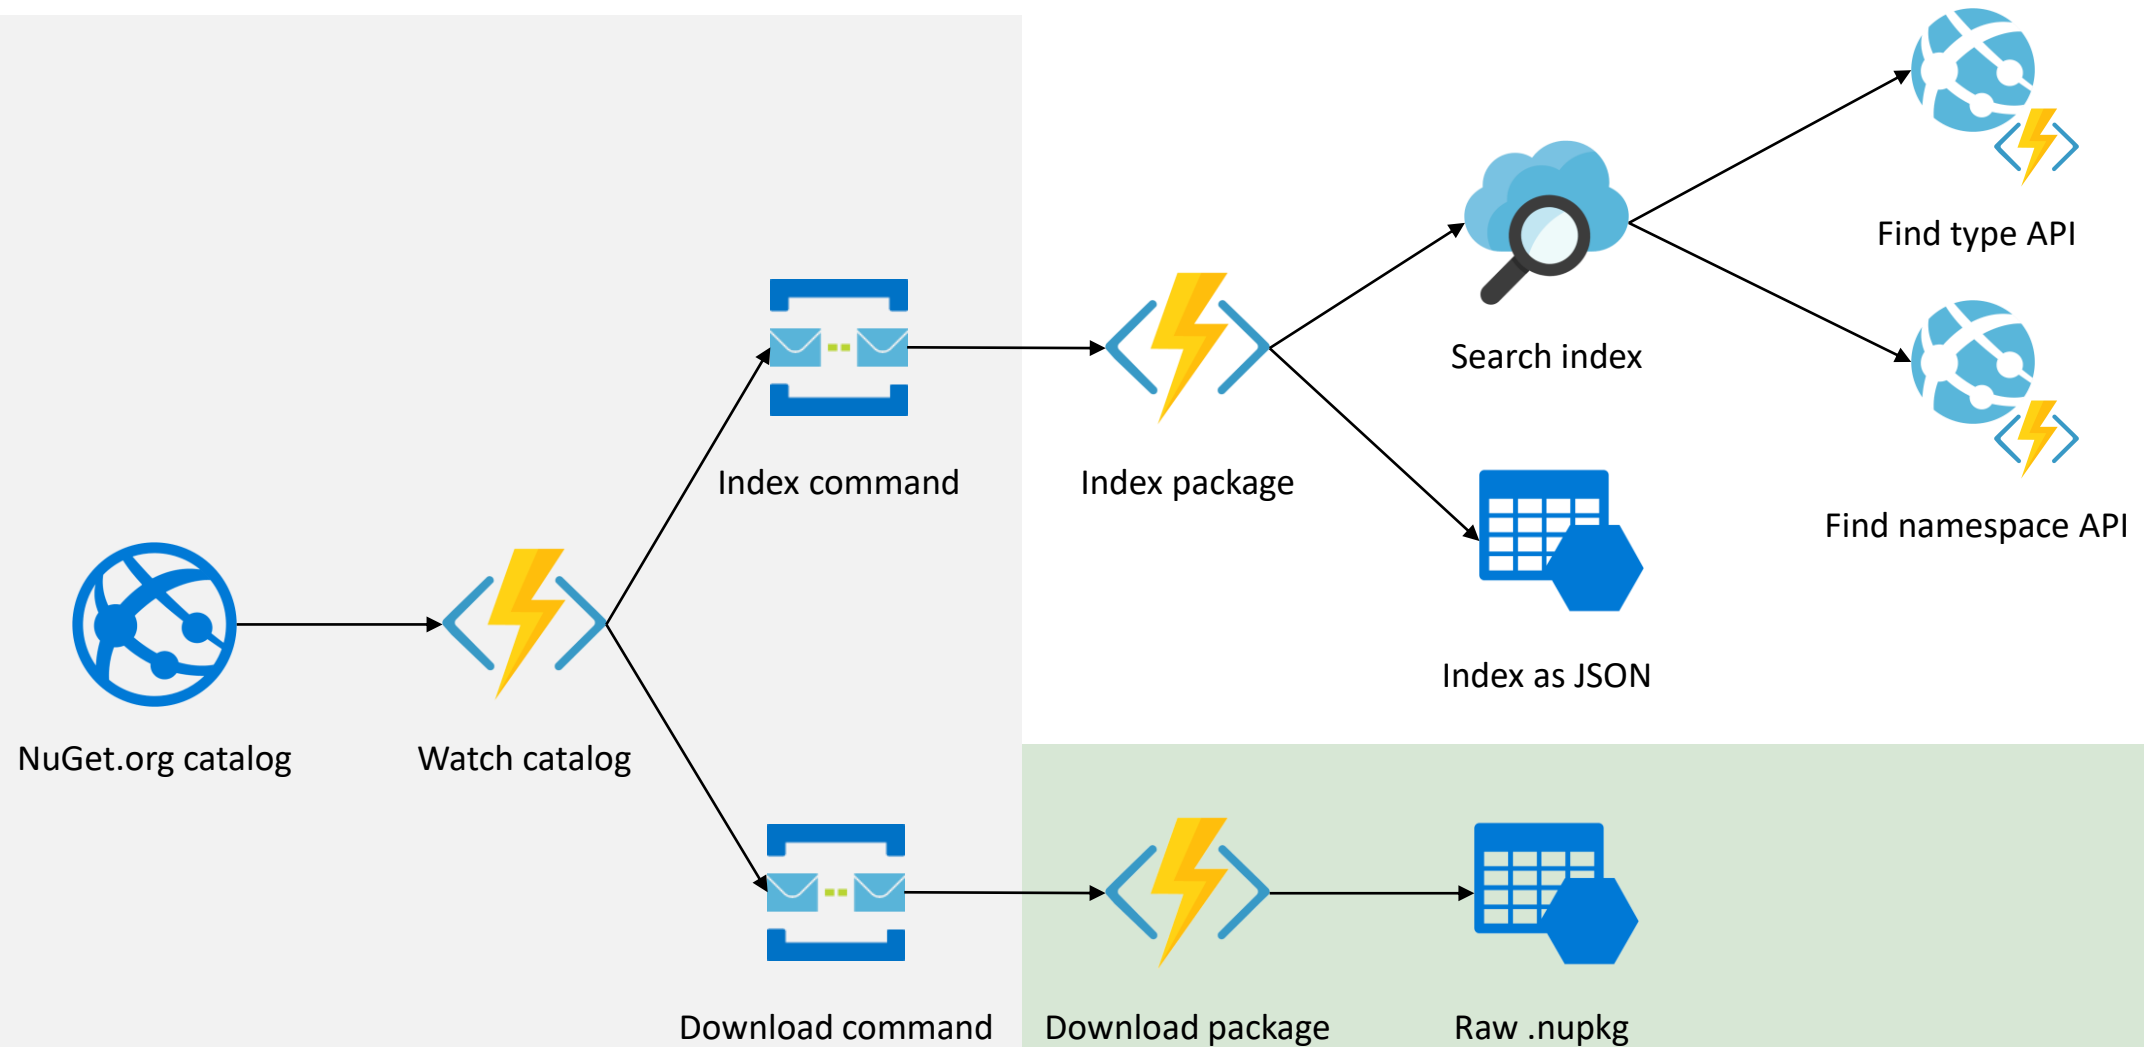 Find type API
Search index
Index command
Index package
Find namespace API
Index as JSON
NuGet.org catalog
Watch catalog
Download command
Download package
Raw .nupkg